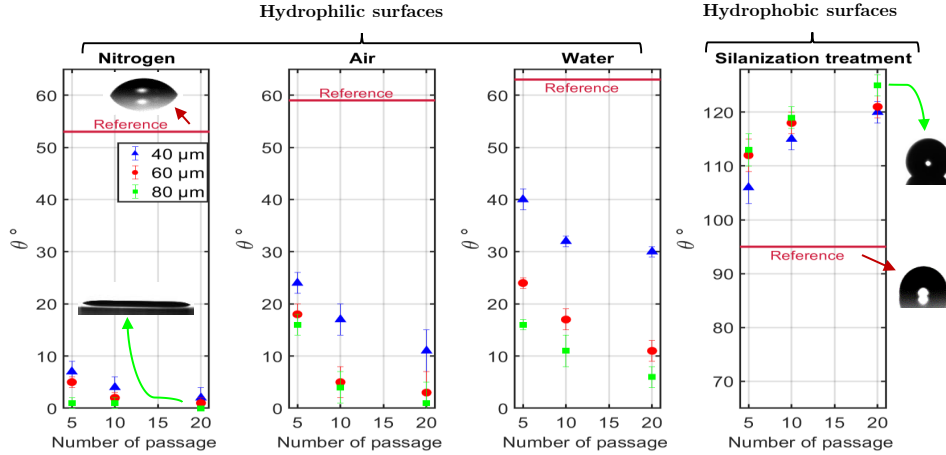 Hydrophilic surfaces
Hydrophobic surfaces
Nitrogen
Air
Water
Silanization treatment
Reference
Reference
Reference
Reference
40 µm
60 µm
80 µm
60
50
40
30
20
10
0
θ °
5 10 15 20
Number of passage
60
50
40
30
20
10
0
θ °
5 10 15 20
Number of passage
60
50
40
30
20
10
0
θ °
5 10 15 20
Number of passage
120
110
100
90
80
70
θ °
5 10 15 20
Number of passage